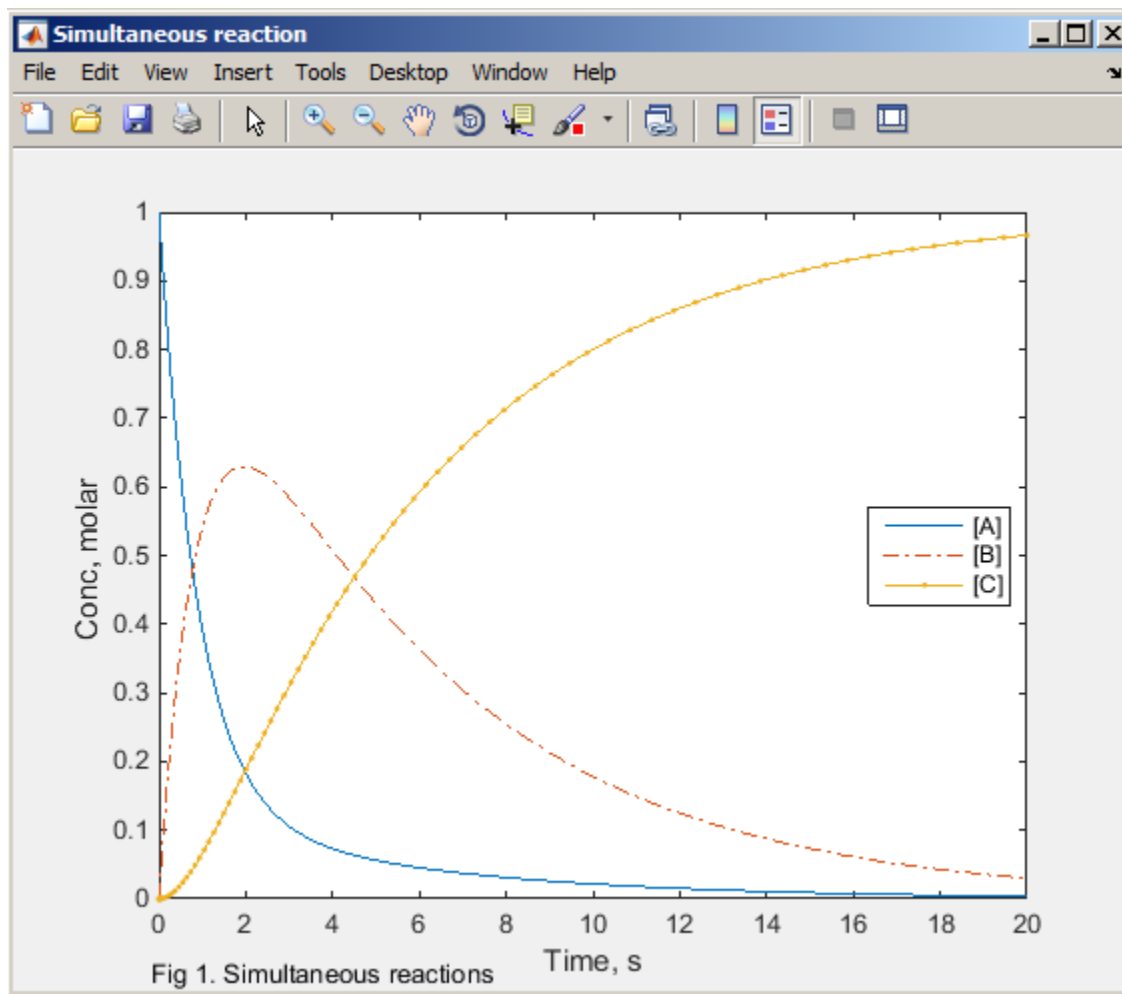 Simultaneous reaction
File Edit View Insert Tools Desktop Window Help
1
0.9
0.8
0.7
0.6
0.5
0.4
0.3
0.2
0.1
0
Conc, molar
[A]
[B]
[C]
0 2 4 6 8 10 12 14 16 18 20
Time, s
Fig 1. Simultaneous reactions